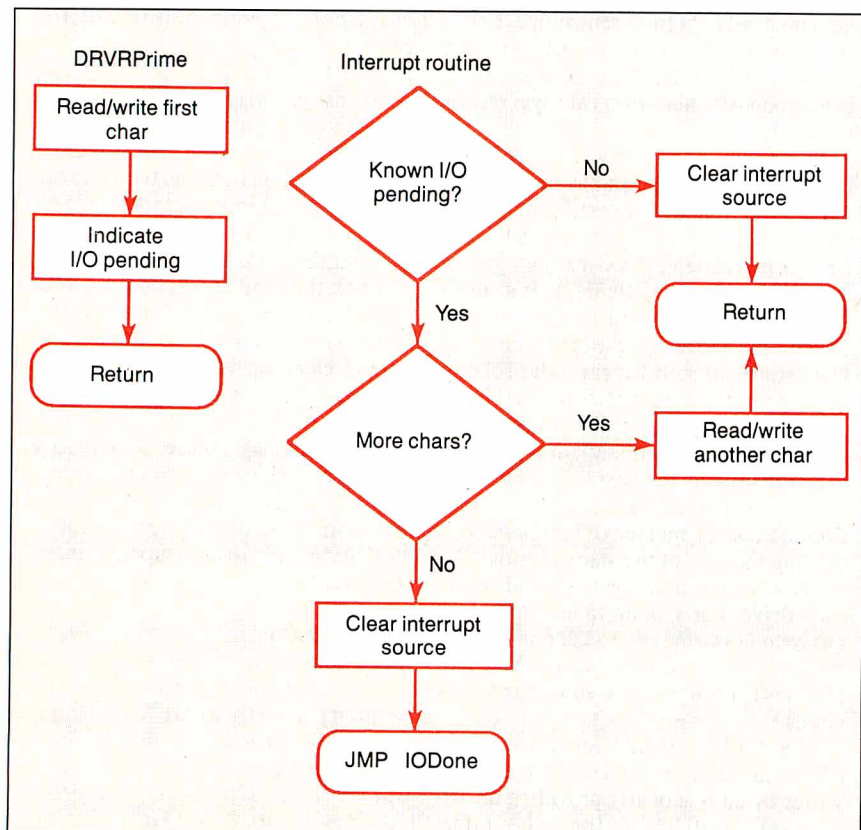 DRVRPrime
Read/write first
char
Indicate
I/O pending
Return
Interrupt routine
Known I/O
pending?
No
Clear interrupt
source
Return
Yes
More chars?
Yes
Read/write
another char
No
Clear interrupt
source
JMP IODone